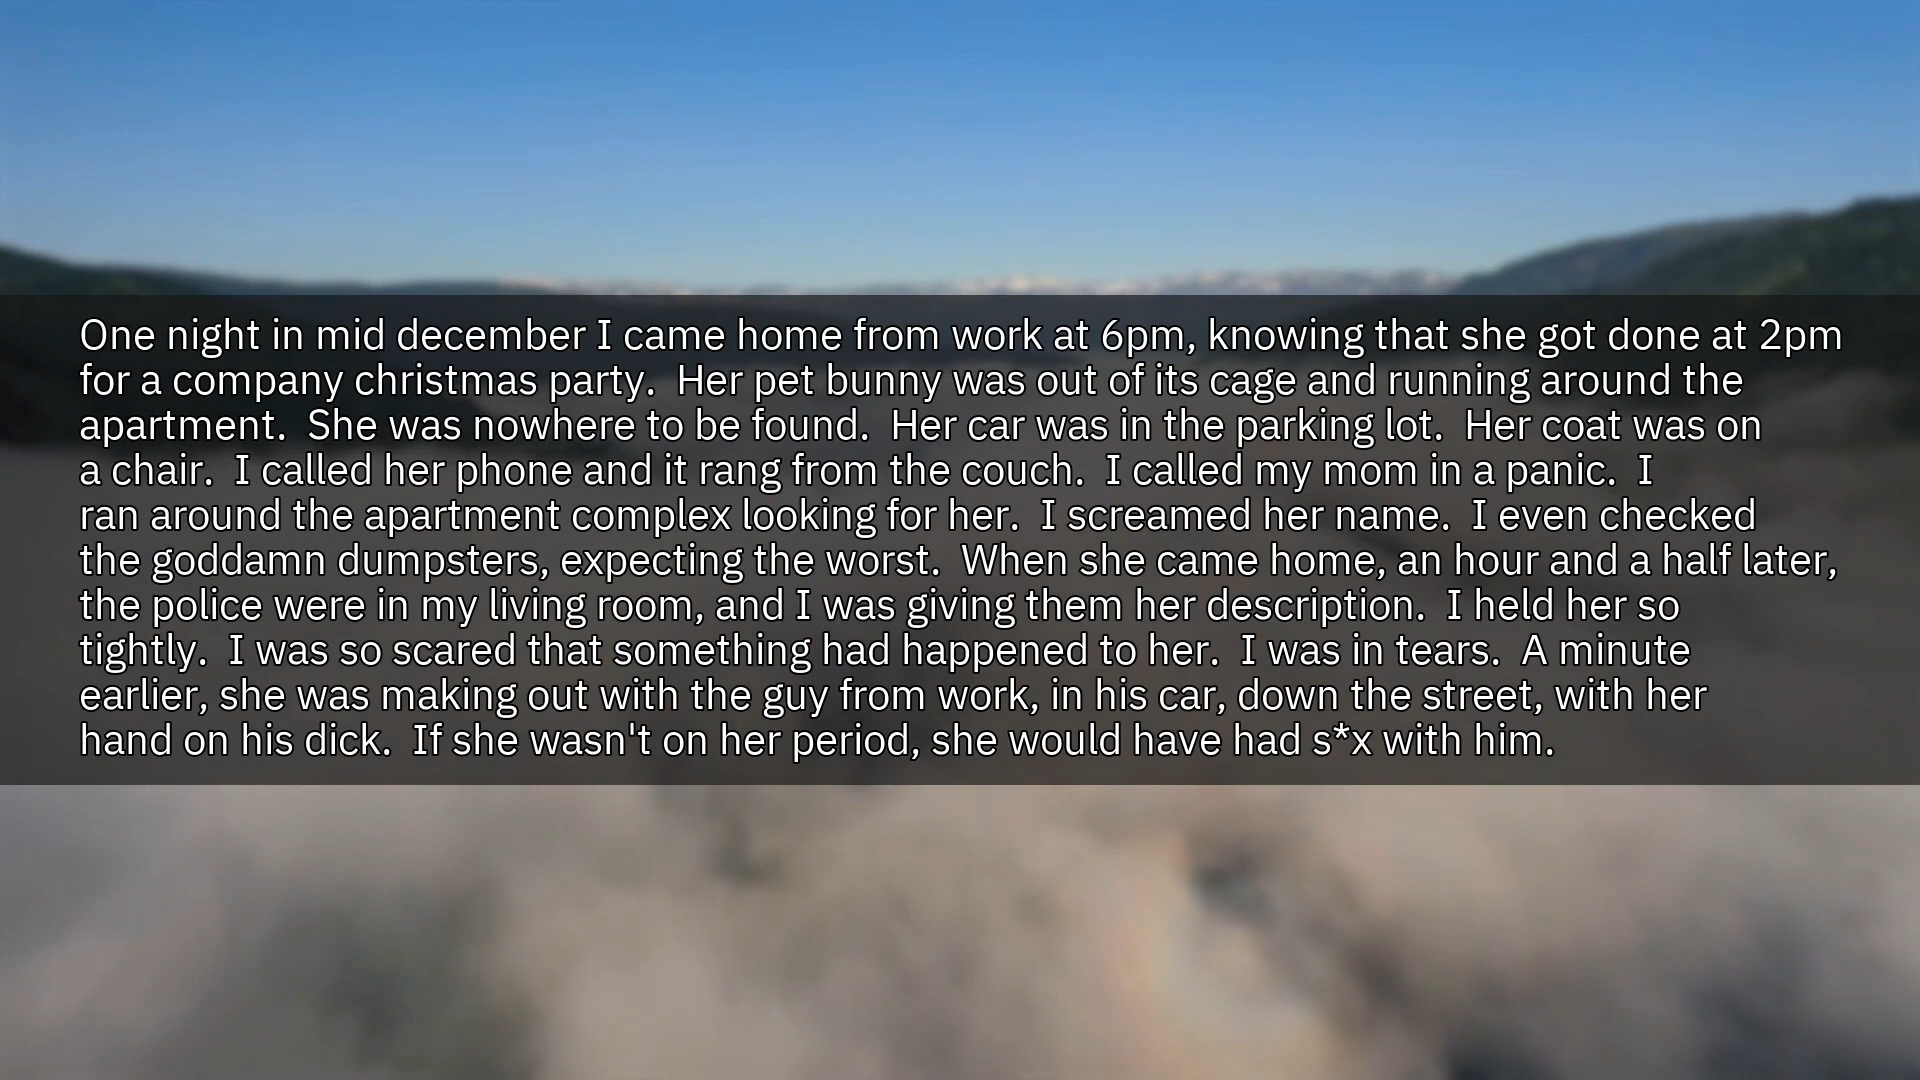 One night in mid december I came home from work at 6pm, knowing that she got done at 2pm
for a company christmas party.  Her pet bunny was out of its cage and running around the
apartment.  She was nowhere to be found.  Her car was in the parking lot.  Her coat was on
a chair.  I called her phone and it rang from the couch.  I called my mom in a panic.  I
ran around the apartment complex looking for her.  I screamed her name.  I even checked
the goddamn dumpsters, expecting the worst.  When she came home, an hour and a half later,
the police were in my living room, and I was giving them her description.  I held her so
tightly.  I was so scared that something had happened to her.  I was in tears.  A minute
earlier, she was making out with the guy from work, in his car, down the street, with her
hand on his dick.  If she wasn't on her period, she would have had s*x with him.